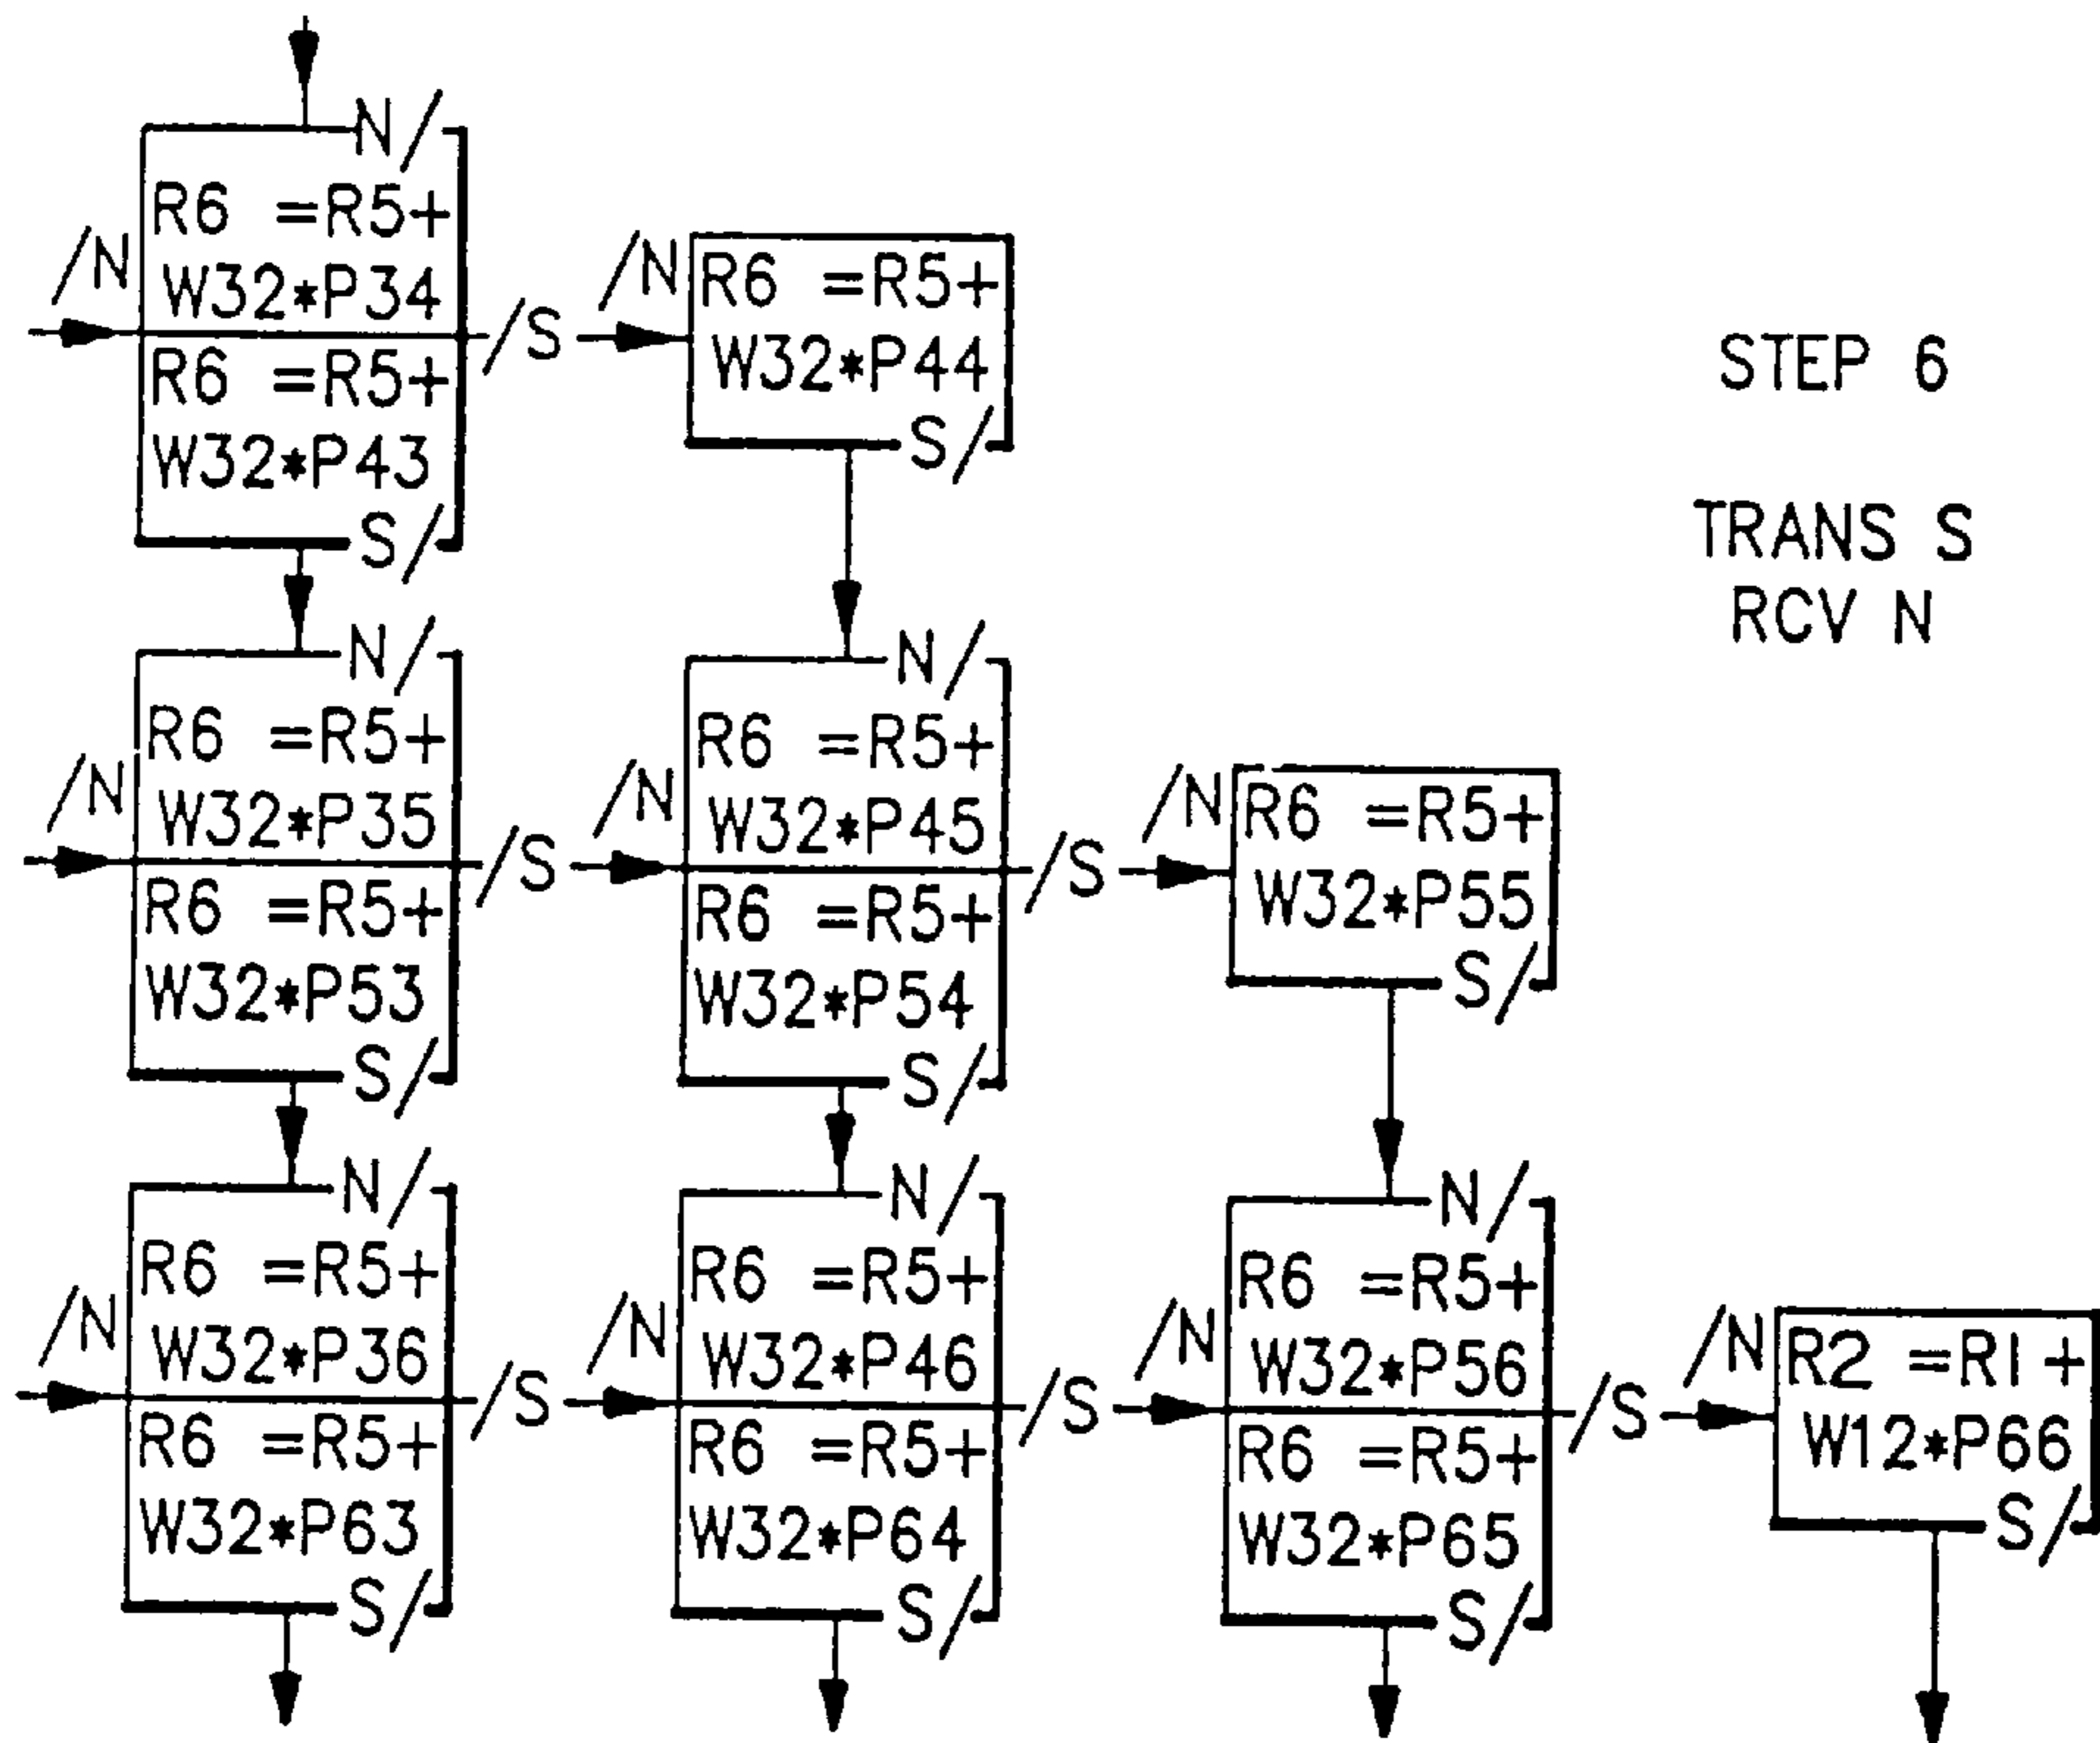 N/
R6 =R5+
W32*P34
/N
R6 =R5+
W32*P43
/S
S/
/N
R6 =R5+
W32*P44
S/
STEP 6
TRANS S
RCV N
N/
R6 =R5+
W32*P35
/N
R6 =R5+
W32*P53
/S
S/
N/
R6 =R5+
W32*P45
/N
R6 =R5+
W32*P54
/S
S/
/N
R6 =R5+
W32*P55
S/
N/
R6 =R5+
W32*P36
/N
R6 =R5+
W32*P63
/S
S/
N/
R6 =R5+
W32*P46
/N
R6 =R5+
W32*P64
/S
S/
N/
R6 =R5+
W32*P56
/N
R6 =R5+
W32*P65
/S
S/
/N
R2 =R1+
W12*P66
S/